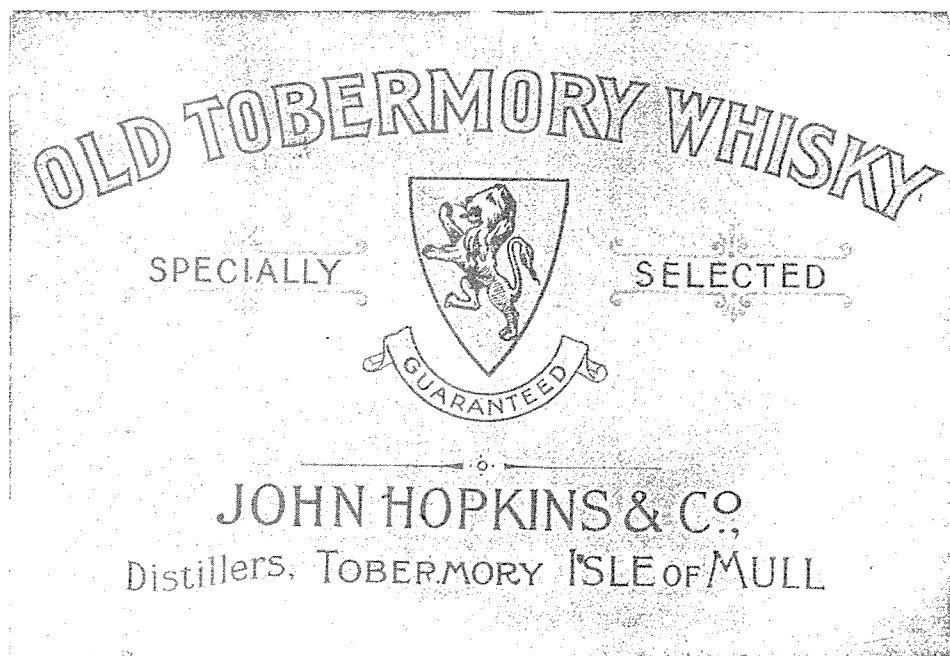 OLD TOBERMORY WHISKY
SPECIALLY SELECTED
GUARANTEED
JOHN HOPKINS & Co.,
Distillers, TOBERMORY ISLE OF MULL